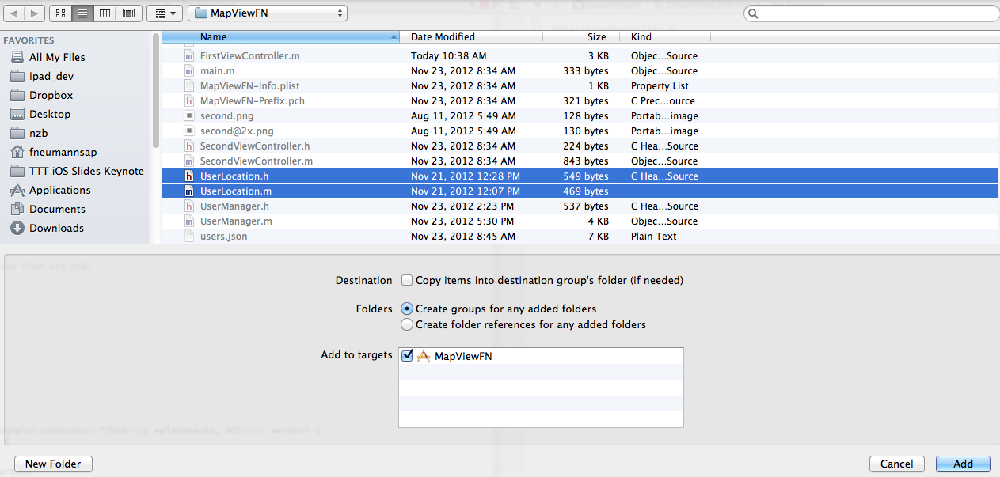 MapViewFN
FAVORITES
All My Files
ipad_dev
Dropbox
Desktop
nzb
fneumannsap
TTT iOS Slides Keynote
Applications
Documents
Downloads
Name Date Modified Size Kind
FirstViewController.m Today 10:38 AM 3 KB Objec...Source
main.m Nov 23, 2012 8:34 AM 333 bytes Objec...Source
MapViewFN-Info.plist Nov 23, 2012 8:34 AM 1 KB Property List
MapViewFN-Prefix.pch Nov 23, 2012 8:34 AM 321 bytes C Prec...ource
second.png Aug 11, 2012 5:49 AM 128 bytes Portab...image
second@2x.png Aug 11, 2012 5:49 AM 130 bytes Portab...image
SecondViewController.h Nov 23, 2012 8:34 AM 224 bytes C Hea...Source
SecondViewController.m Nov 23, 2012 8:34 AM 843 bytes Objec...Source
h UserLocation.h Nov 21, 2012 12:28 PM 549 bytes C Hea...Source
m UserLocation.m Nov 21, 2012 12:07 PM 469 bytes
UserManager.h Nov 23, 2012 2:23 PM 537 bytes C Hea...Source
UserManager.m Nov 23, 2012 5:30 PM 4 KB Objec...Source
users.json Nov 23, 2012 8:45 AM 7 KB Plain Text
Destination Copy items into destination group's folder (if needed)
Folders Create groups for any added folders
Create folder references for any added folders
Add to targets MapViewFN
completionHandler:^(NSArray *placemarks, NSError *error) {
New Folder Cancel Add